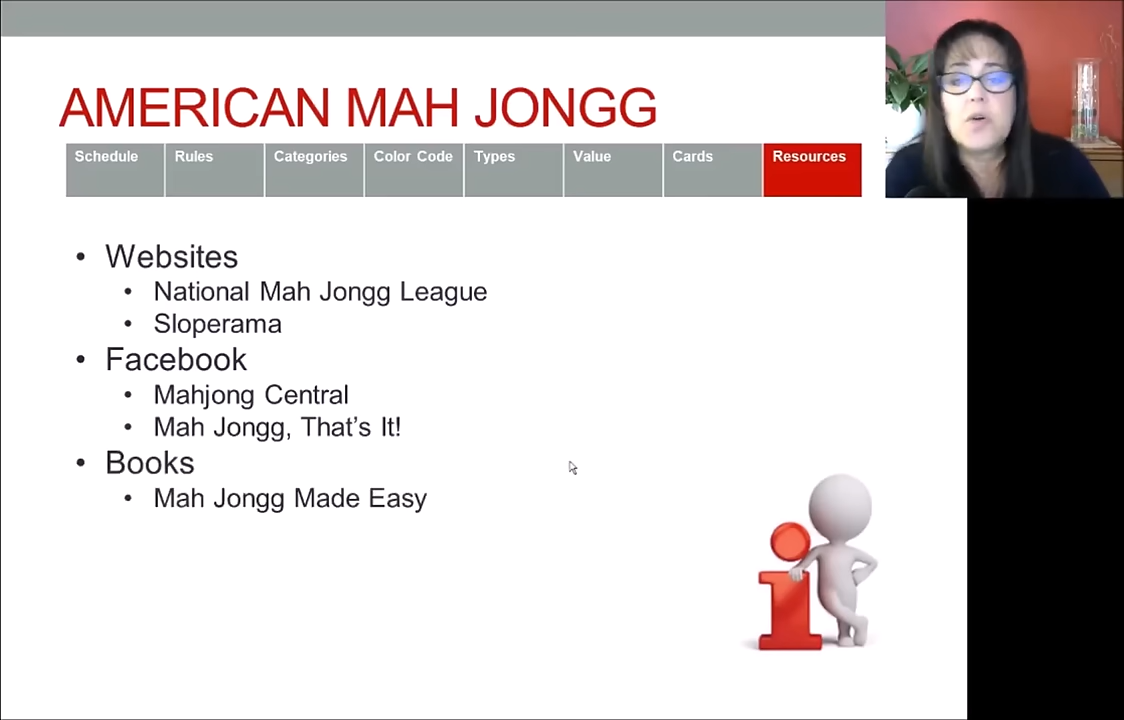 AMERICAN MAH JONGG
Schedule Rules Categories Color Code Types Value Cards Resources
• Websites
• National Mah Jongg League
• Sloperama
• Facebook
• Mahjong Central
• Mah Jongg, That’s It!
• Books
• Mah Jongg Made Easy